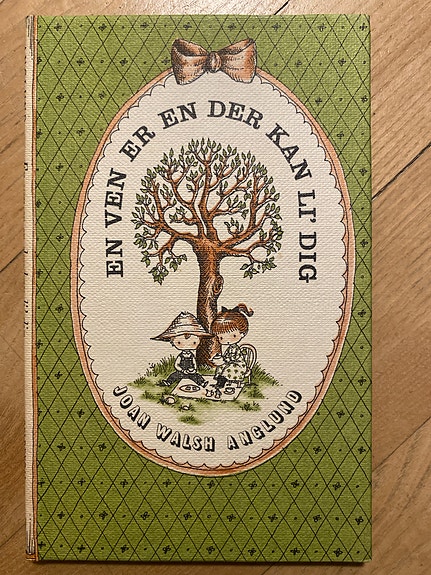 EN VEN ER EN DER KAN LI' DIG
JOAN WALSH ANGLUND